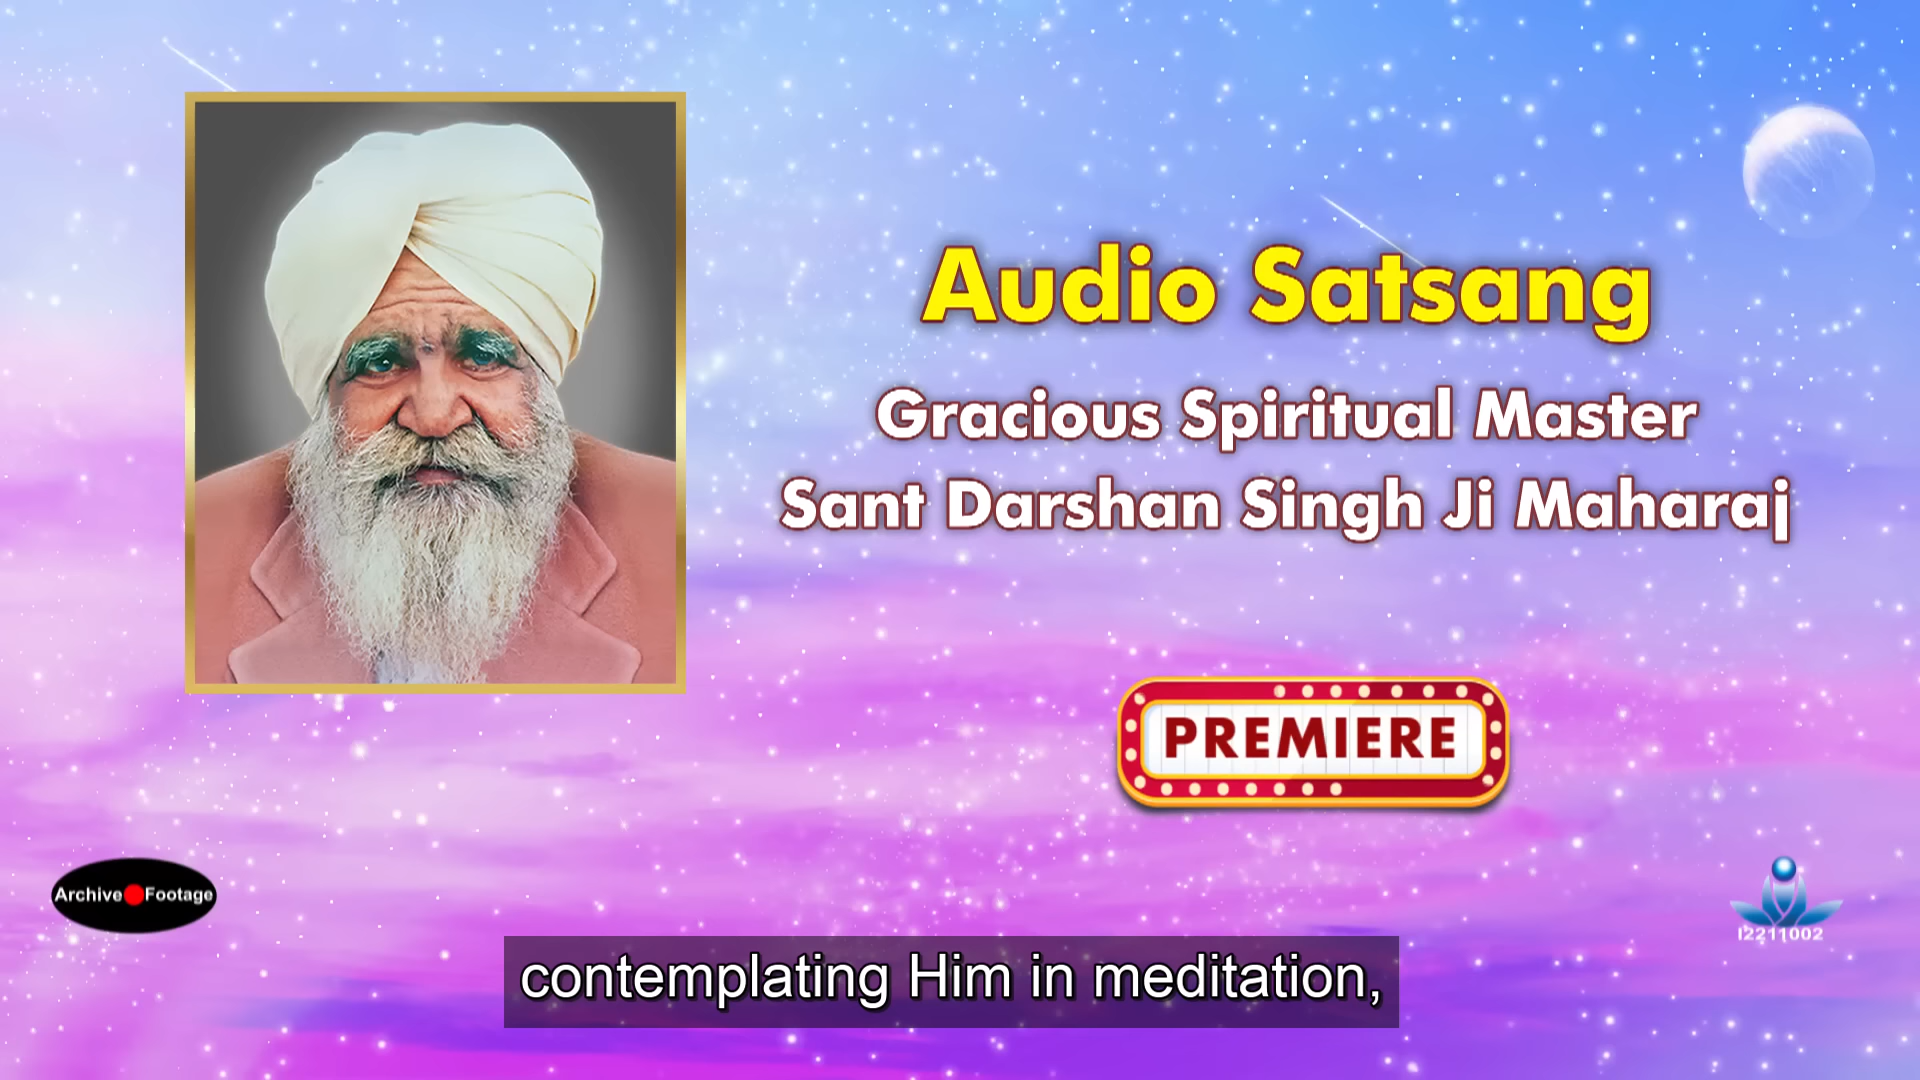 Audio Satsang
Gracious Spiritual Master
Sant Darshan Singh Ji Maharaj
PREMIERE
Archive Footage
I2211002
contemplating Him in meditation,